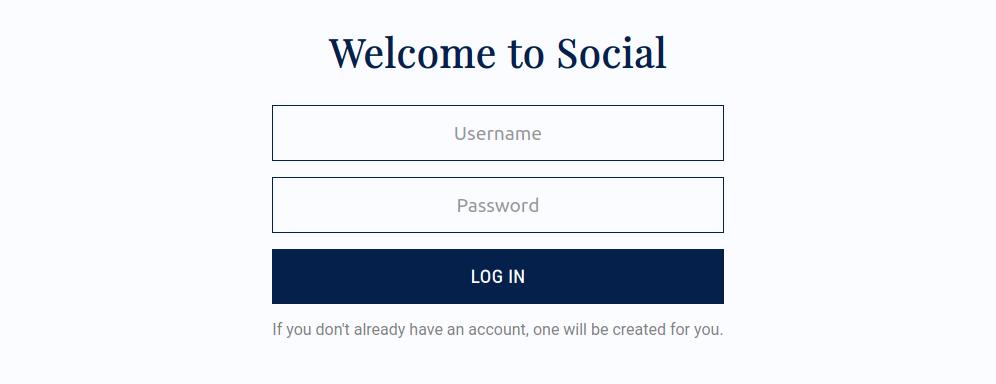 Welcome to Social
Username
Password
LOG IN
If you don't already have an account, one will be created for you.